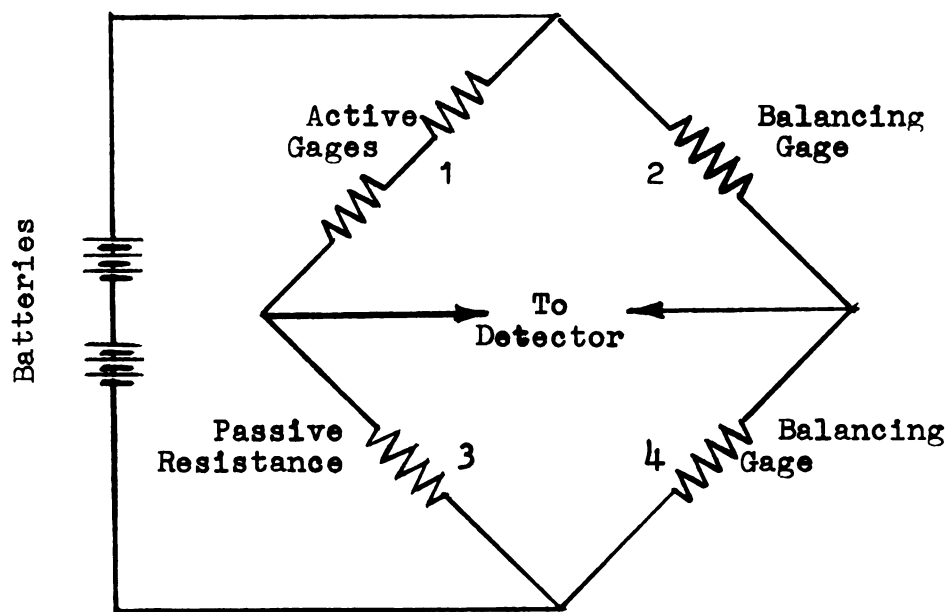 Active
Gages
1
2
Balancing
Gage
Batteries
To
Detector
Passive
Resistance
3
4
Balancing
Gage